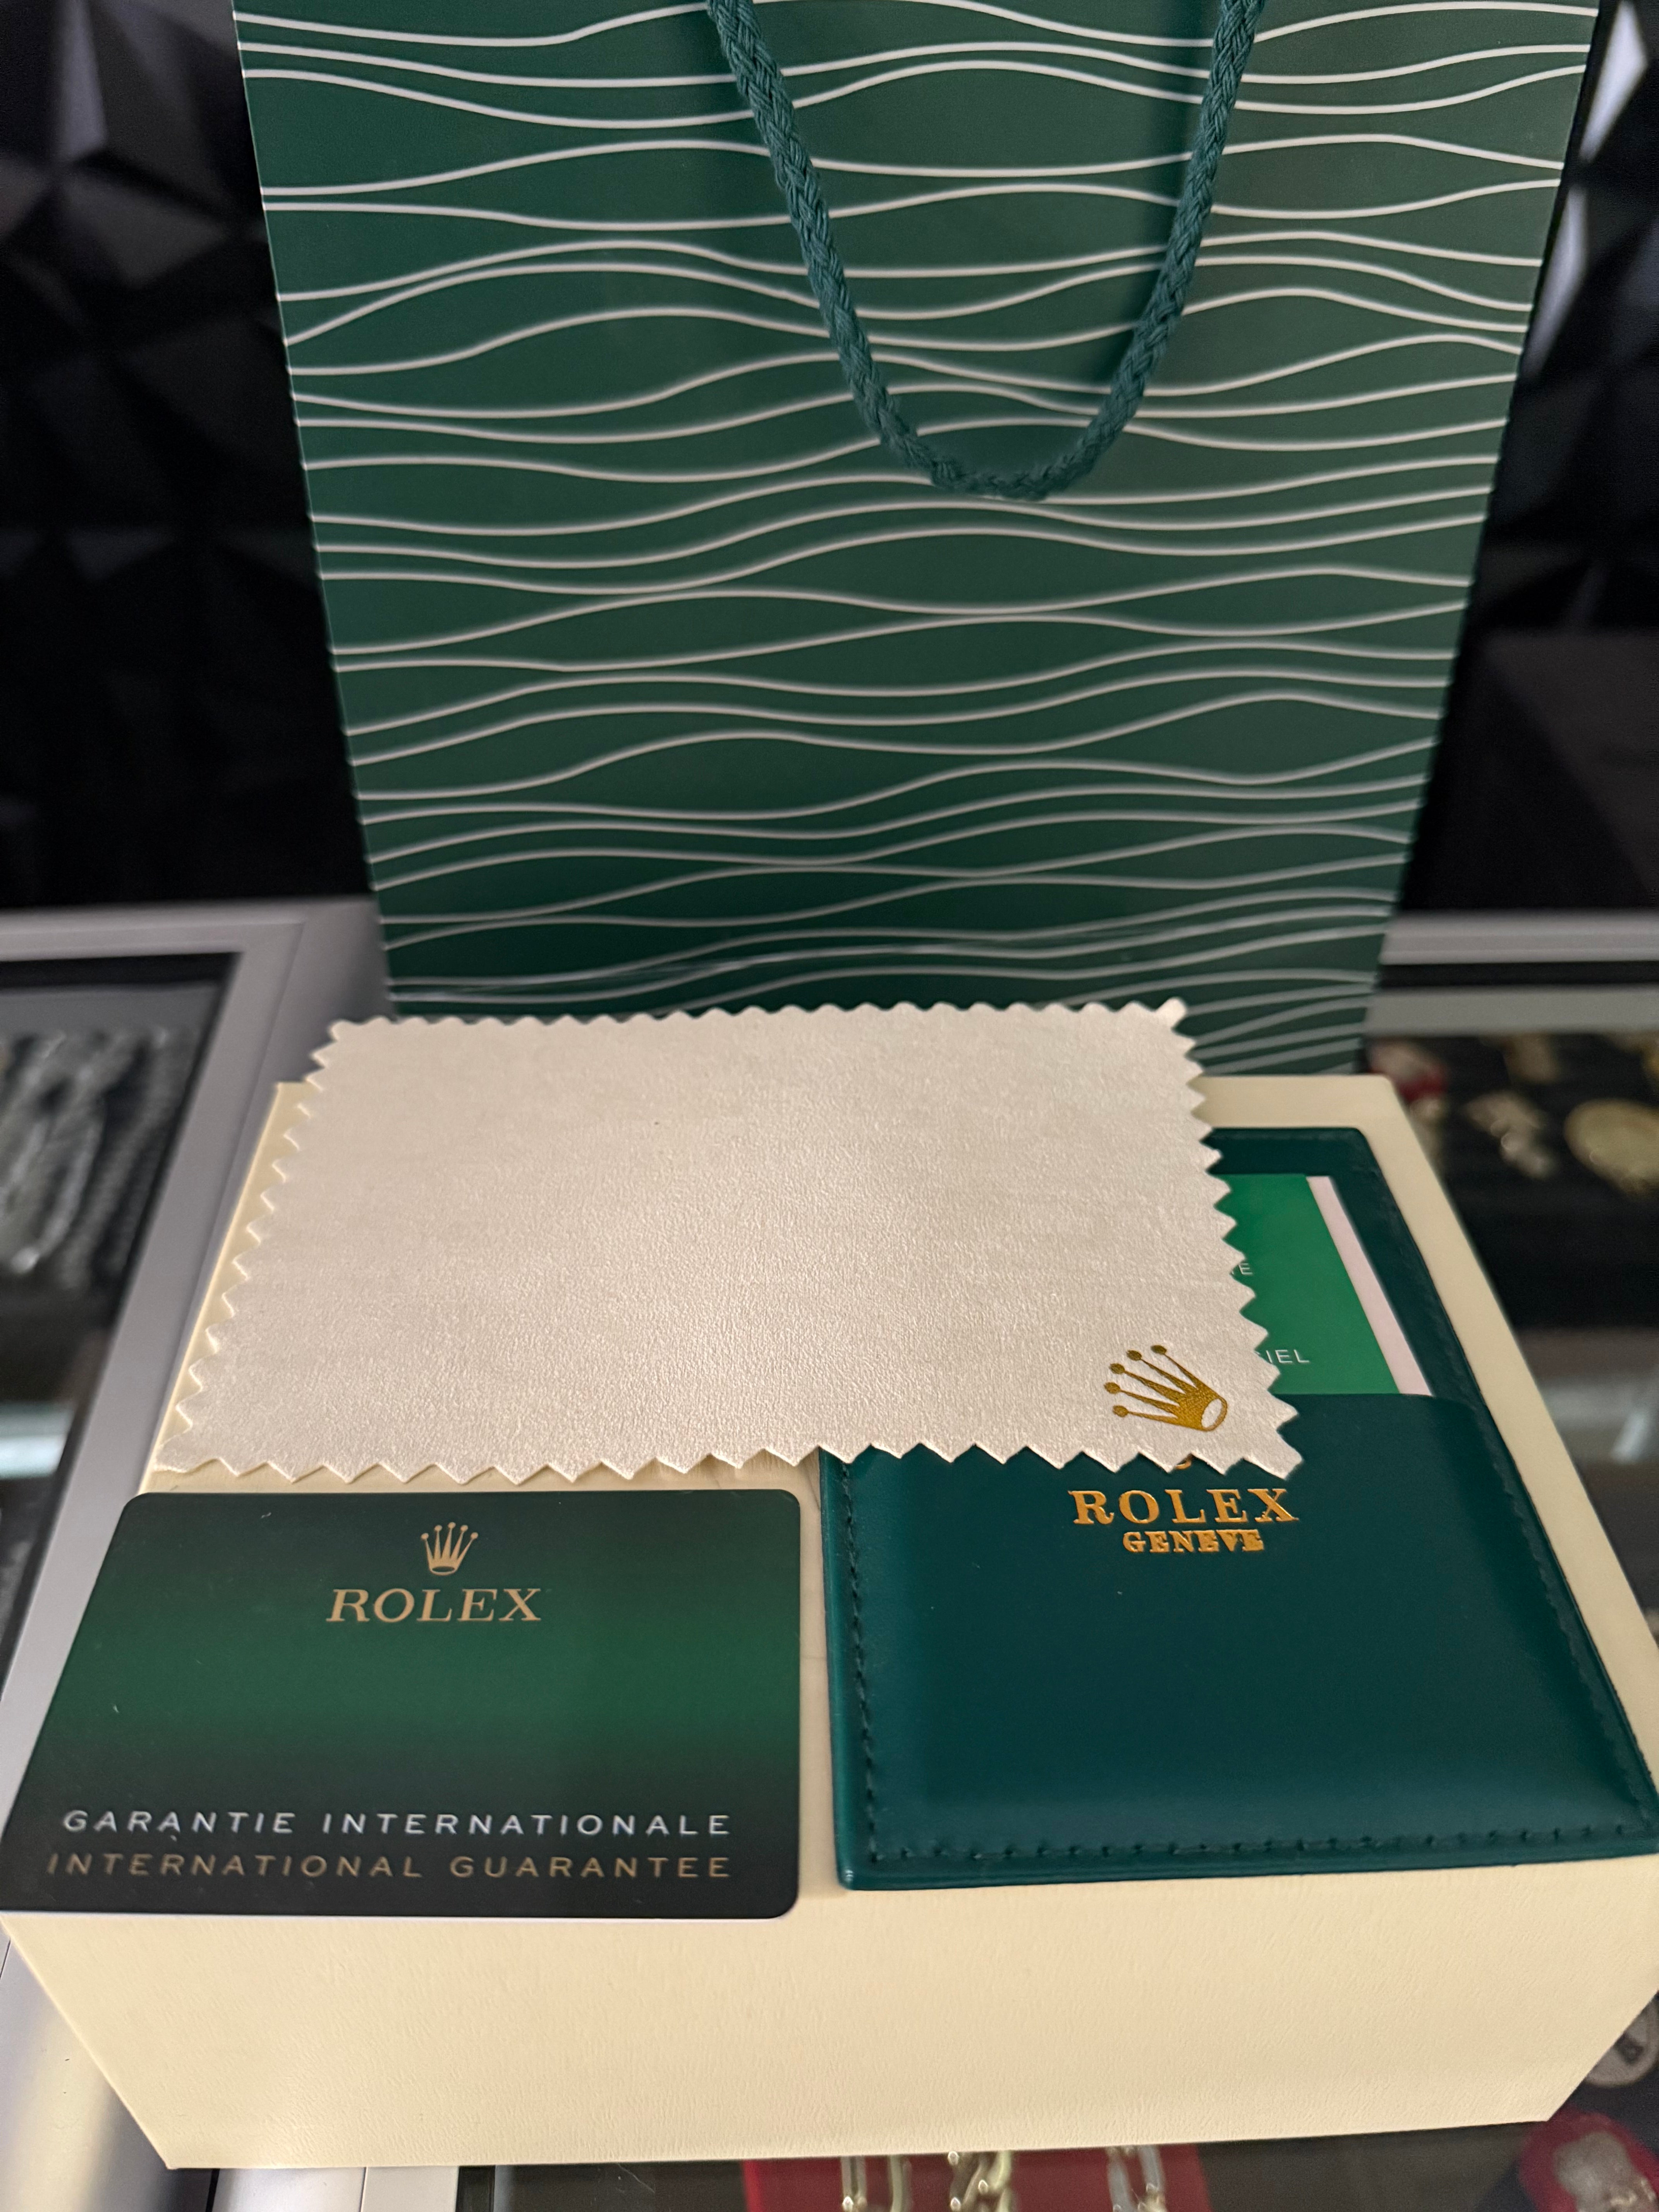 ROLEX
GENEVE
ROLEX
GARANTIE INTERNATIONALE
INTERNATIONAL GUARANTEE